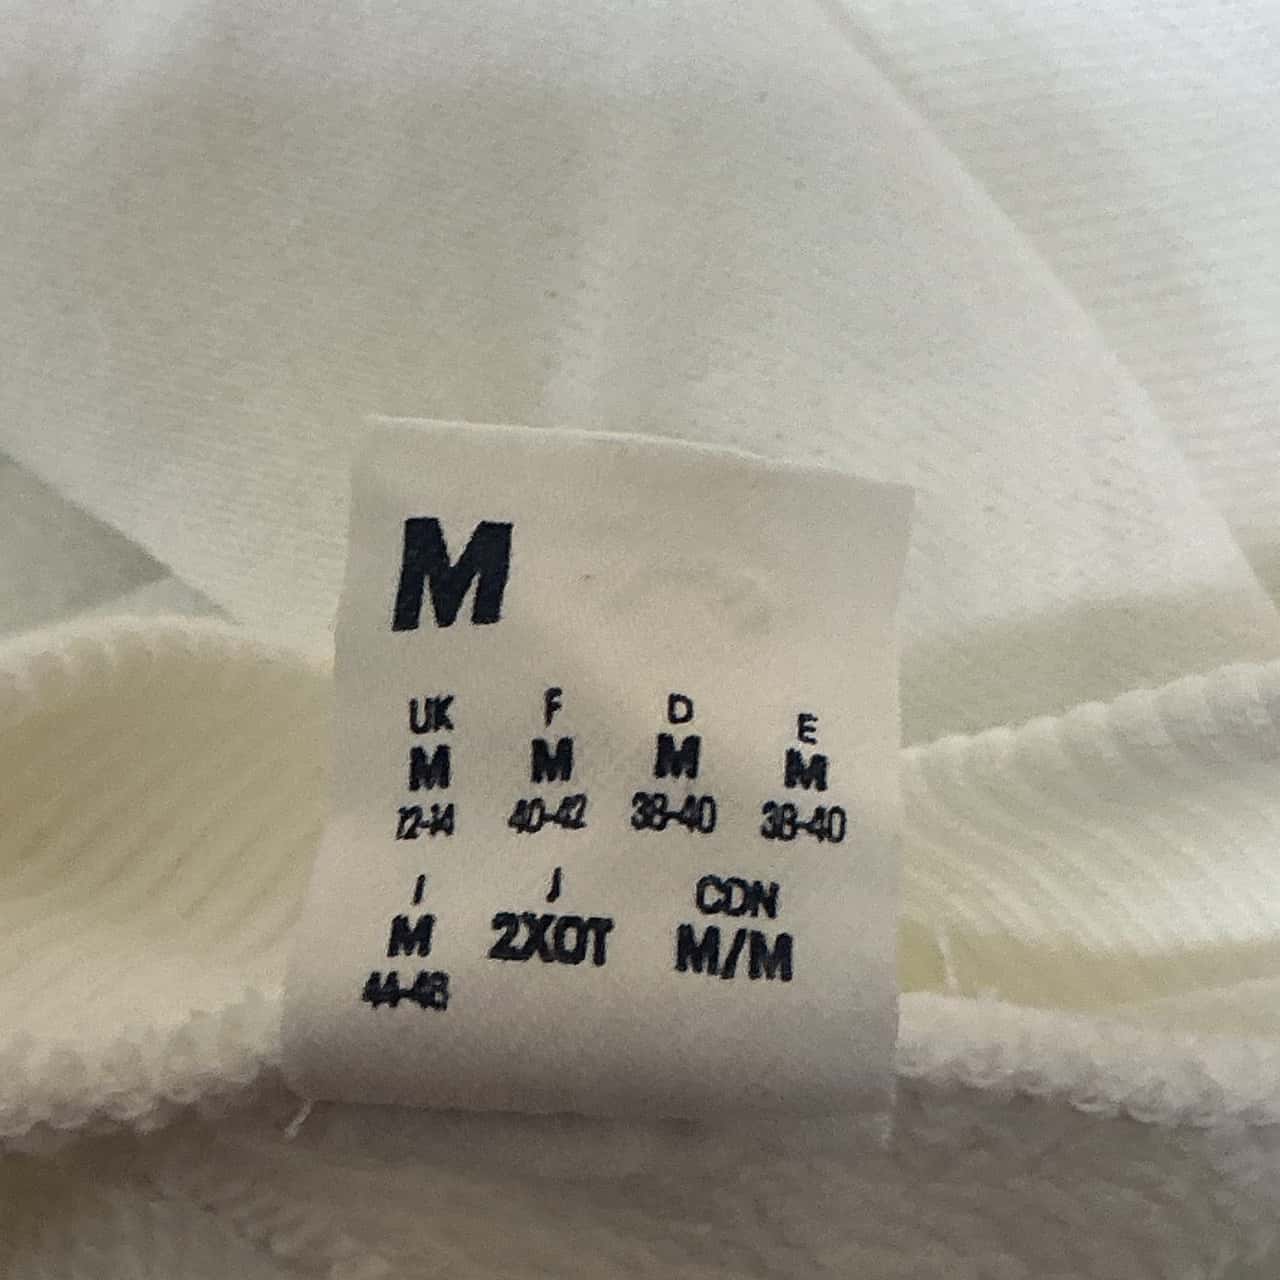 M
UK F D E
M M M M
12-14 40-42 38-40 38-40
I J CDN
M 2XOT M/M
44-48